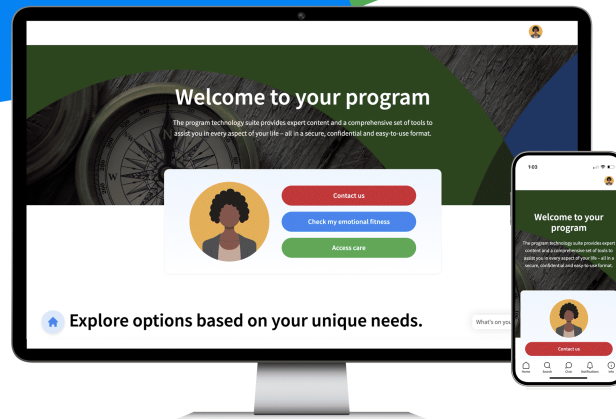 Welcome to your program
The program technology suite provides expert content and a comprehensive set of tools to
assist you in every aspect of your life – all in a secure, confidential and easy-to-use format.
Contact us
Check my emotional fitness
Access care
Explore options based on your unique needs.
What's on you
W
1:03
Welcome to your
program
The program technology suite provides expert
content and a comprehensive set of tools to
assist you in every aspect of your life – all in a
secure, confidential and easy-to-use format.
Contact us
Home
Search
Chat
Notifications
Info